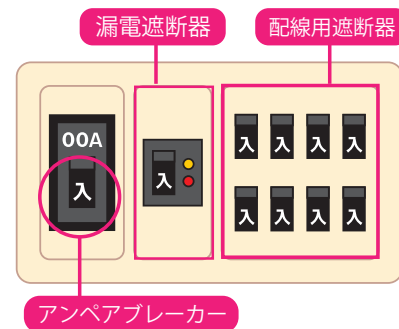 漏電遮断器
配線用遮断器
00A
入
入
入 入 入 入
入 入 入 入
アンペアブレーカー